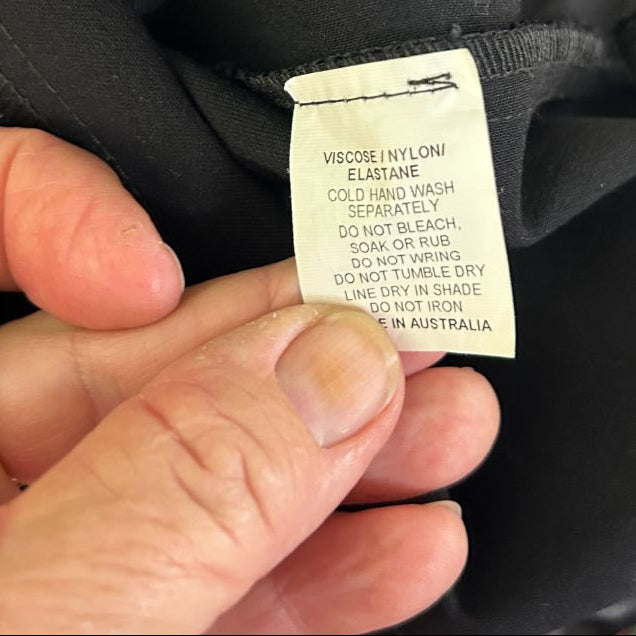 VISCOSE / NYLON/
ELASTANE
COLD HAND WASH
SEPARATELY
DO NOT BLEACH,
SOAK OR RUB
DO NOT WRING
DO NOT TUMBLE DRY
LINE DRY IN SHADE
DO NOT IRON
E IN AUSTRALIA